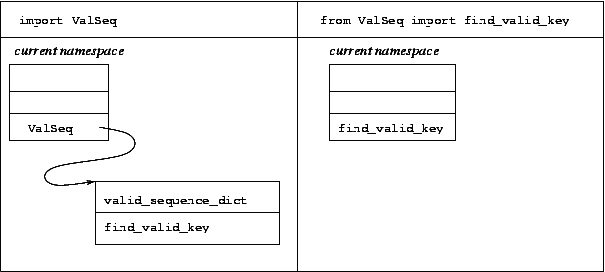 import ValSeq
from ValSeq import find_valid_key
current namespace
current namespace
ValSeq
find_valid_key
valid_sequence_dict
find_valid_key